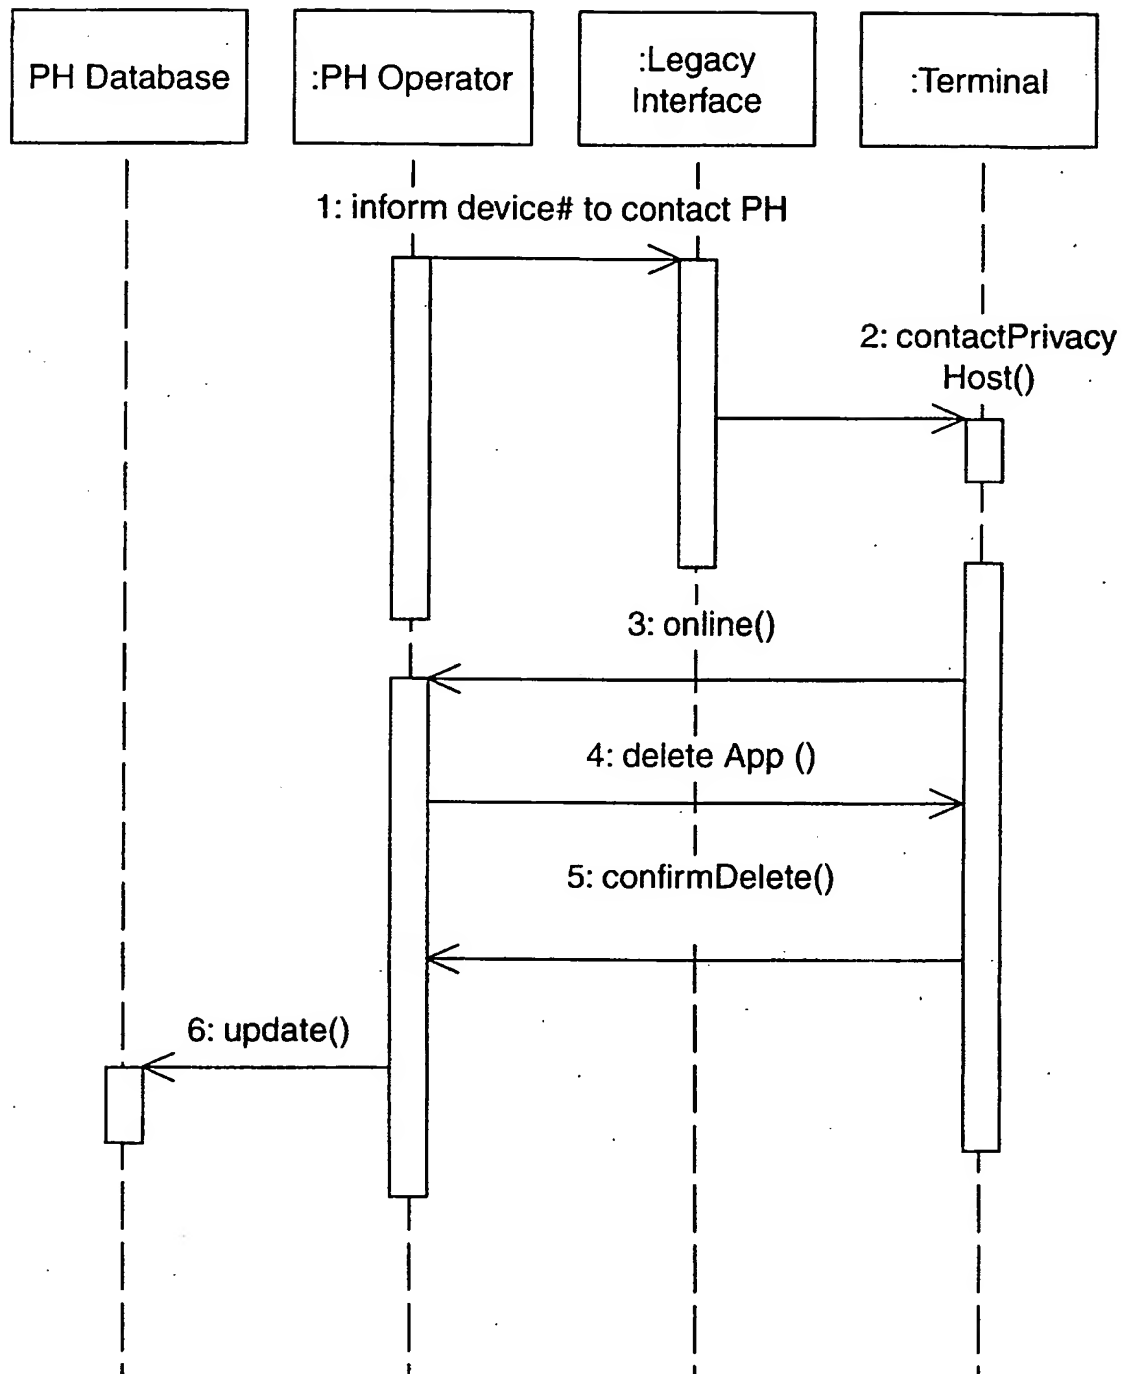 PH Database
:PH Operator
:Legacy
Interface
:Terminal
1: inform device# to contact PH
2: contactPrivacy
Host()
3: online()
4: delete App ()
5: confirmDelete()
6: update()